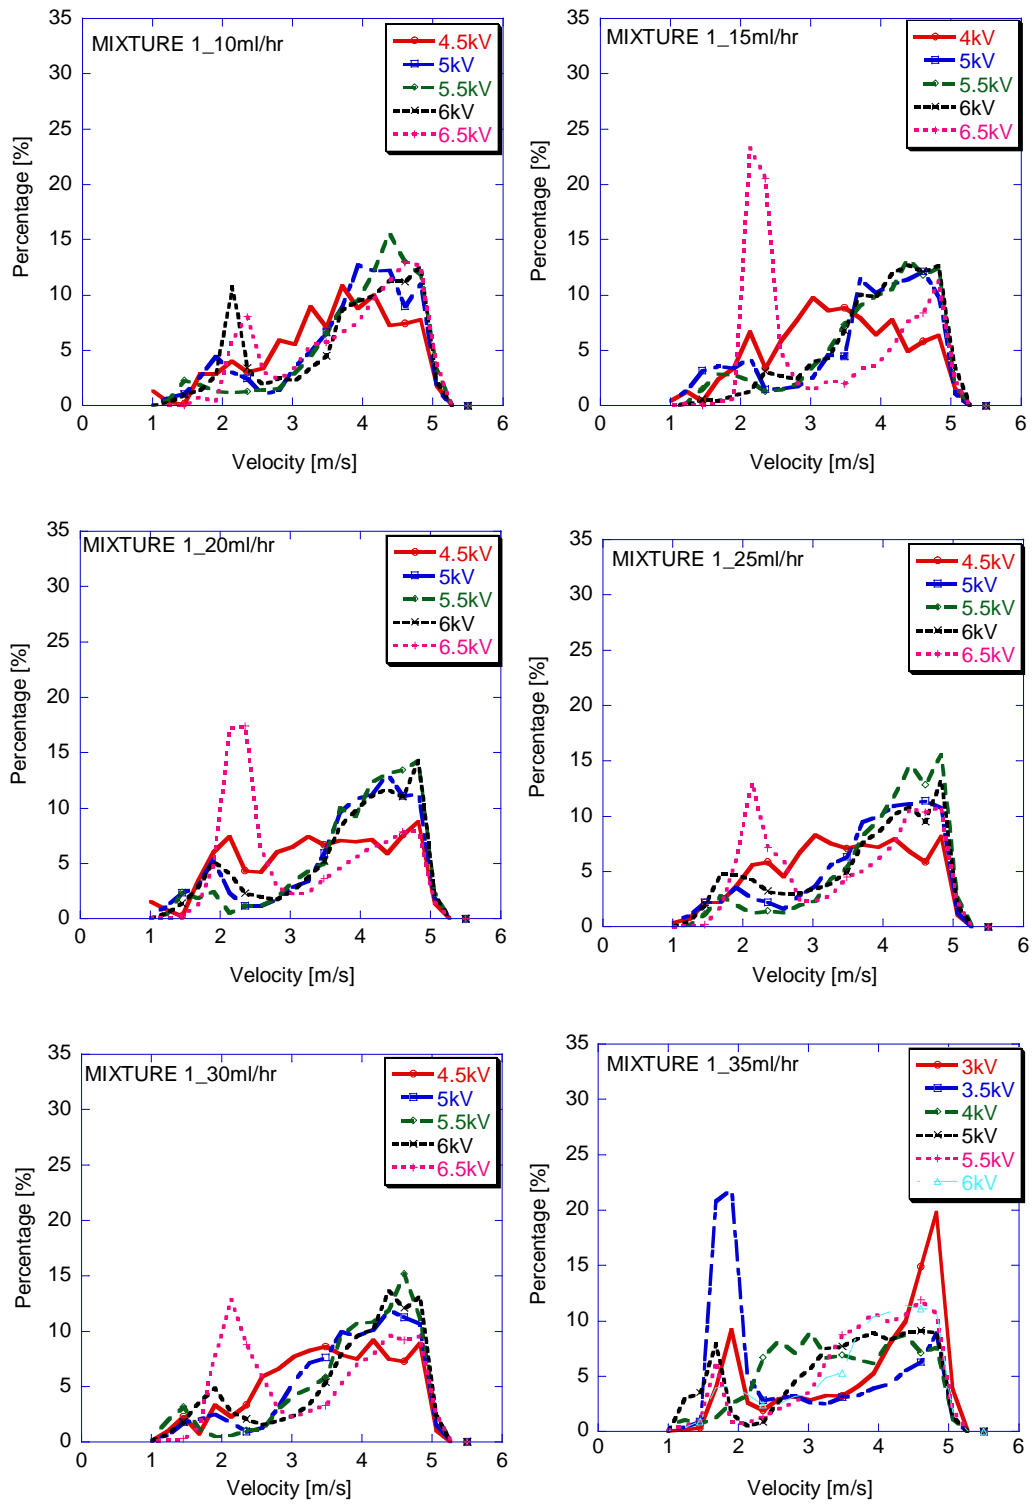 MIXTURE 1_10ml/hr
4.5kV
5kV
5.5kV
6kV
6.5kV
Percentage [%]
35
30
25
20
15
10
5
0
0 1 2 3 4 5 6
Velocity [m/s]
MIXTURE 1_15ml/hr
4kV
5kV
5.5kV
6kV
6.5kV
Percentage [%]
35
30
25
20
15
10
5
0
0 1 2 3 4 5 6
Velocity [m/s]
MIXTURE 1_20ml/hr
4.5kV
5kV
5.5kV
6kV
6.5kV
Percentage [%]
35
30
25
20
15
10
5
0
0 1 2 3 4 5 6
Velocity [m/s]
MIXTURE 1_25ml/hr
4.5kV
5kV
5.5kV
6kV
6.5kV
Percentage [%]
35
30
25
20
15
10
5
0
0 1 2 3 4 5 6
Velocity [m/s]
MIXTURE 1_30ml/hr
4.5kV
5kV
5.5kV
6kV
6.5kV
Percentage [%]
35
30
25
20
15
10
5
0
0 1 2 3 4 5 6
Velocity [m/s]
MIXTURE 1_35ml/hr
3kV
3.5kV
4kV
5kV
5.5kV
6kV
Percentage [%]
35
30
25
20
15
10
5
0
0 1 2 3 4 5 6
Velocity [m/s]